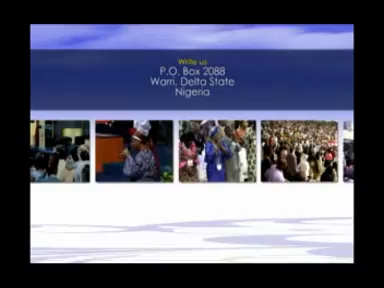 Write us
P.O. Box 2088
Warri, Delta State
Nigeria